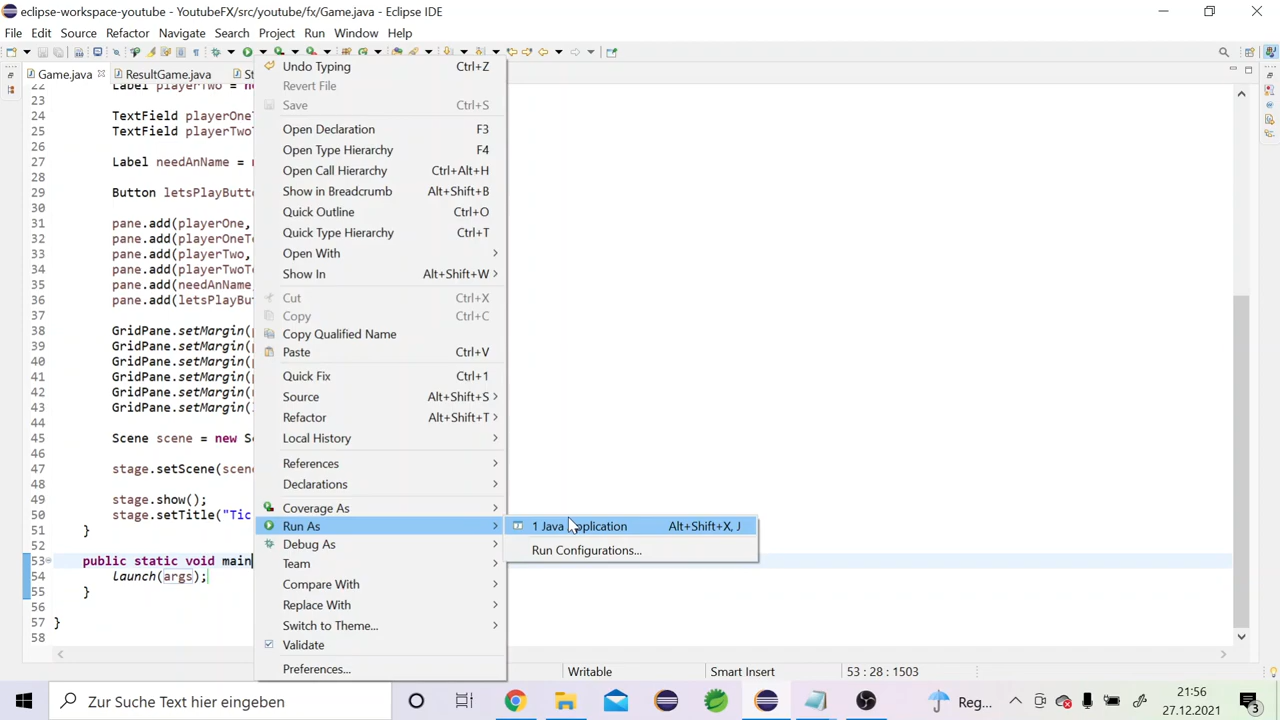 eclipse-workspace-youtube - YoutubeFX/src/youtube/fx/Game.java - Eclipse IDE
File Edit Source Refactor Navigate Search Project Run Window Help
Game.java ResultGame.java St
22 Label playerTwo = n
23
24 TextField playerOneT
25 TextField playerTwoT
26
27 Label needAnName = n
28
29 Button letsPlayButto
30
31 pane.add(playerOne,
32 pane.add(playerOneTe
33 pane.add(playerTwo,
34 pane.add(playerTwoTe
35 pane.add(needAnName,
36 pane.add(letsPlayBut
37
38 GridPane.setMargin(p
39 GridPane.setMargin(p
40 GridPane.setMargin(p
41 GridPane.setMargin(p
42 GridPane.setMargin(n
43 GridPane.setMargin(l
44
45 Scene scene = new Sc
46
47 stage.setScene(scene
48
49 stage.show();
50 stage.setTitle("Tic
51 }
52
53 public static void main
54 launch(args);
55 }
56
57 }
58
Undo Typing Ctrl+Z
Revert File
Save Ctrl+S
Open Declaration F3
Open Type Hierarchy F4
Open Call Hierarchy Ctrl+Alt+H
Show in Breadcrumb Alt+Shift+B
Quick Outline Ctrl+O
Quick Type Hierarchy Ctrl+T
Open With
Show In Alt+Shift+W
Cut Ctrl+X
Copy Ctrl+C
Copy Qualified Name
Paste Ctrl+V
Quick Fix Ctrl+1
Source Alt+Shift+S
Refactor Alt+Shift+T
Local History
References
Declarations
Coverage As
Run As
Debug As
Team
Compare With
Replace With
Switch to Theme...
Validate
Preferences...
1 Java Application Alt+Shift+X, J
Run Configurations...
Writable Smart Insert 53 : 28 : 1503
Zur Suche Text hier eingeben
Reg...
21:56
27.12.2021
3